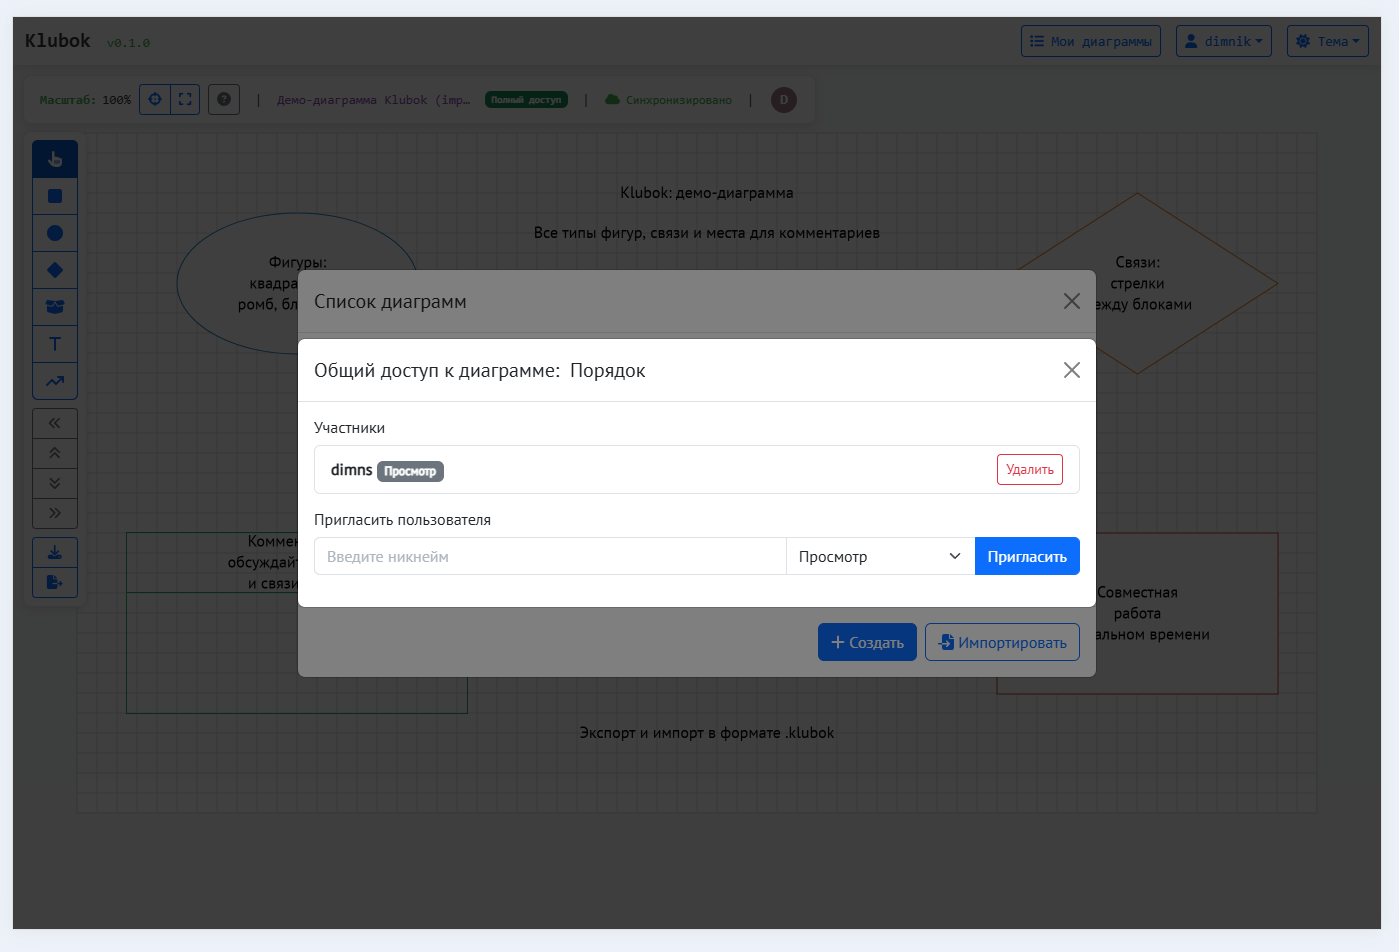 Klubok v0.1.0
Мои диаграммы
dimnik
Тема
Масштаб: 100%
Демо-диаграмма Klubok (imp…
Полный доступ
Синхронизировано
D
Klubok: демо-диаграмма
Все типы фигур, связи и места для комментариев
Фигуры:
квадра
ромб, бл
Связи:
стрелки
ежду блоками
Список диаграмм
Общий доступ к диаграмме: Порядок
Участники
dimns Просмотр
Удалить
Пригласить пользователя
Введите никнейм
Просмотр
Пригласить
Коммен
обсуждайт
и связи
Совместная
работа
альном времени
Создать
Импортировать
Экспорт и импорт в формате .klubok